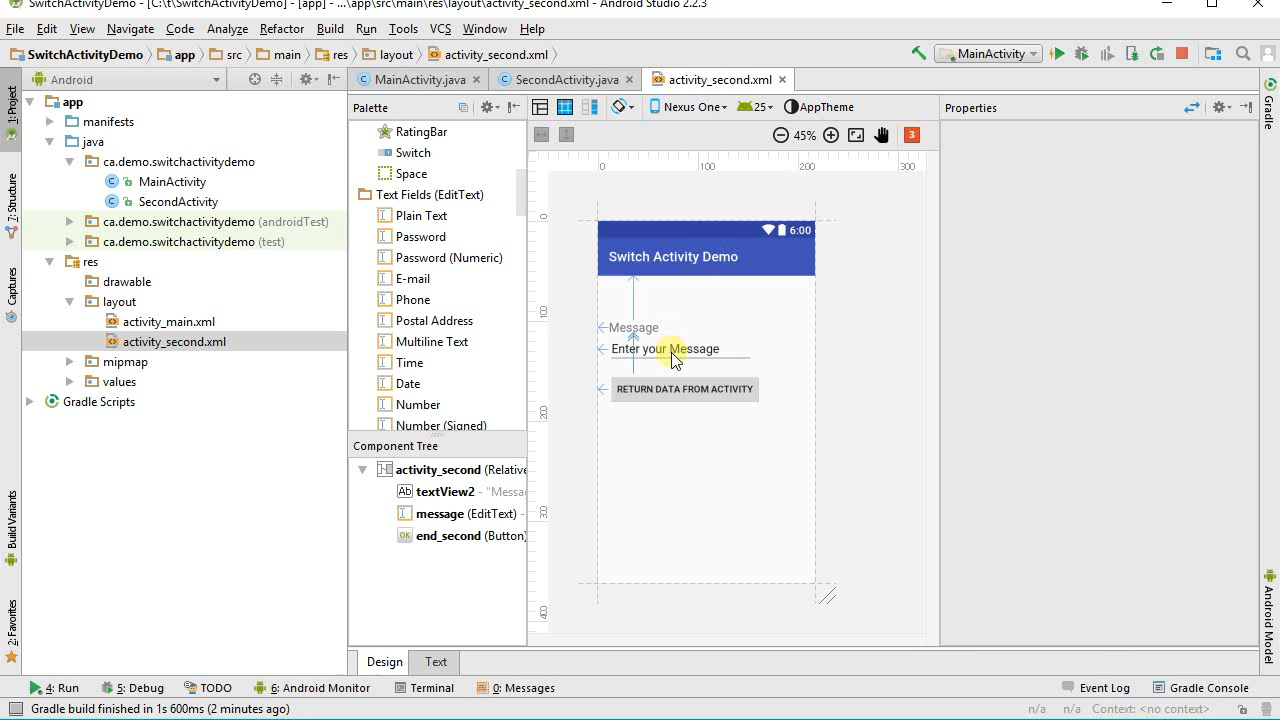 SwitchActivityDemo - [C:\t\SwitchActivityDemo] - [app] - ...\app\src\main\res\layout\activity_second.xml - Android Studio 2.2.3
File Edit View Navigate Code Analyze Refactor Build Run Tools VCS Window Help
SwitchActivityDemo app src main res layout activity_second.xml MainActivity
Android MainActivity.java SecondActivity.java activity_second.xml
1: Project
7: Structure
Captures
Build Variants
2: Favorites
app
manifests
java
ca.demo.switchactivitydemo
MainActivity
SecondActivity
ca.demo.switchactivitydemo (androidTest)
ca.demo.switchactivitydemo (test)
res
drawable
layout
activity_main.xml
activity_second.xml
mipmap
values
Gradle Scripts
Palette
RatingBar
Switch
Space
Text Fields (EditText)
Plain Text
Password
Password (Numeric)
E-mail
Phone
Postal Address
Multiline Text
Time
Date
Number
Number (Signed)
Component Tree
activity_second (Relative
textView2 - "Messa
message (EditText) -
OK end_second (Button)
Ab
Nexus One 25 AppTheme
45% 3
0 100 200 300
0
100
200
300
400
6:00
Switch Activity Demo
Message
Enter your Message
RETURN DATA FROM ACTIVITY
Design Text
Properties
Gradle
Android Model
4: Run 5: Debug TODO 6: Android Monitor Terminal 0: Messages Event Log Gradle Console
Gradle build finished in 1s 600ms (2 minutes ago) n/a n/a Context: <no context>